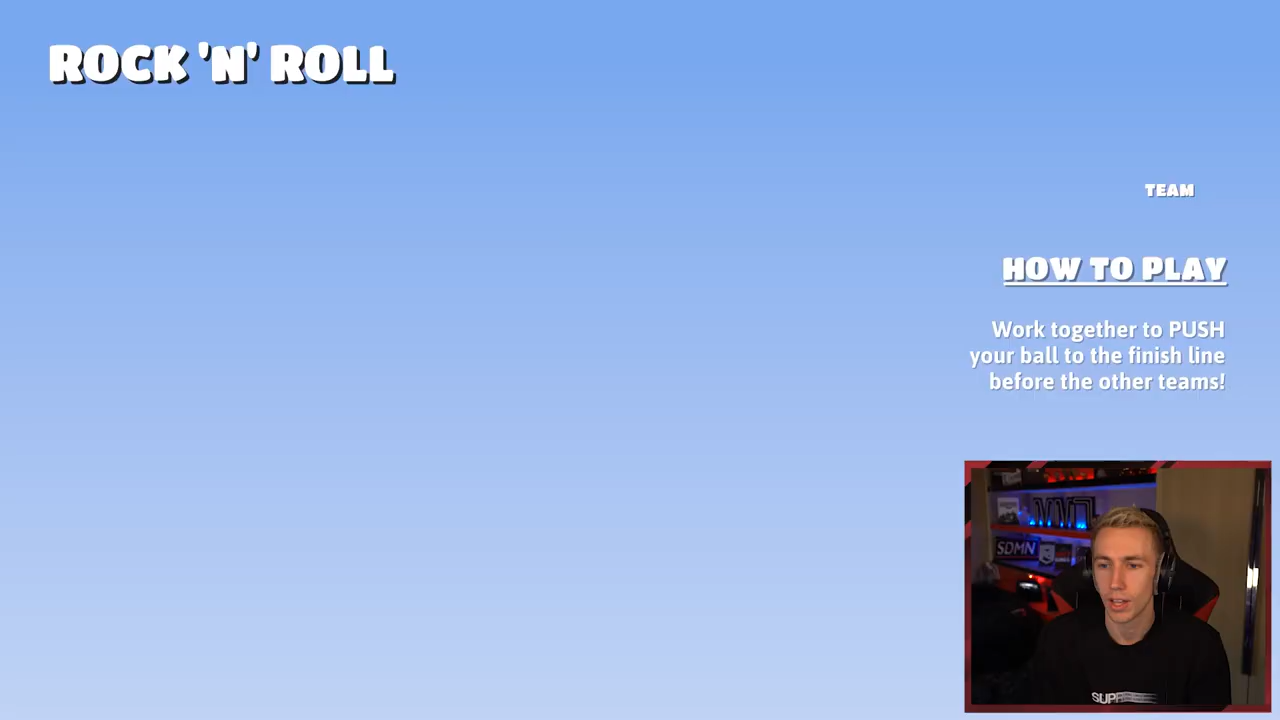 ROCK 'N' ROLL
TEAM
HOW TO PLAY
Work together to PUSH
your ball to the finish line
before the other teams!
SDMN